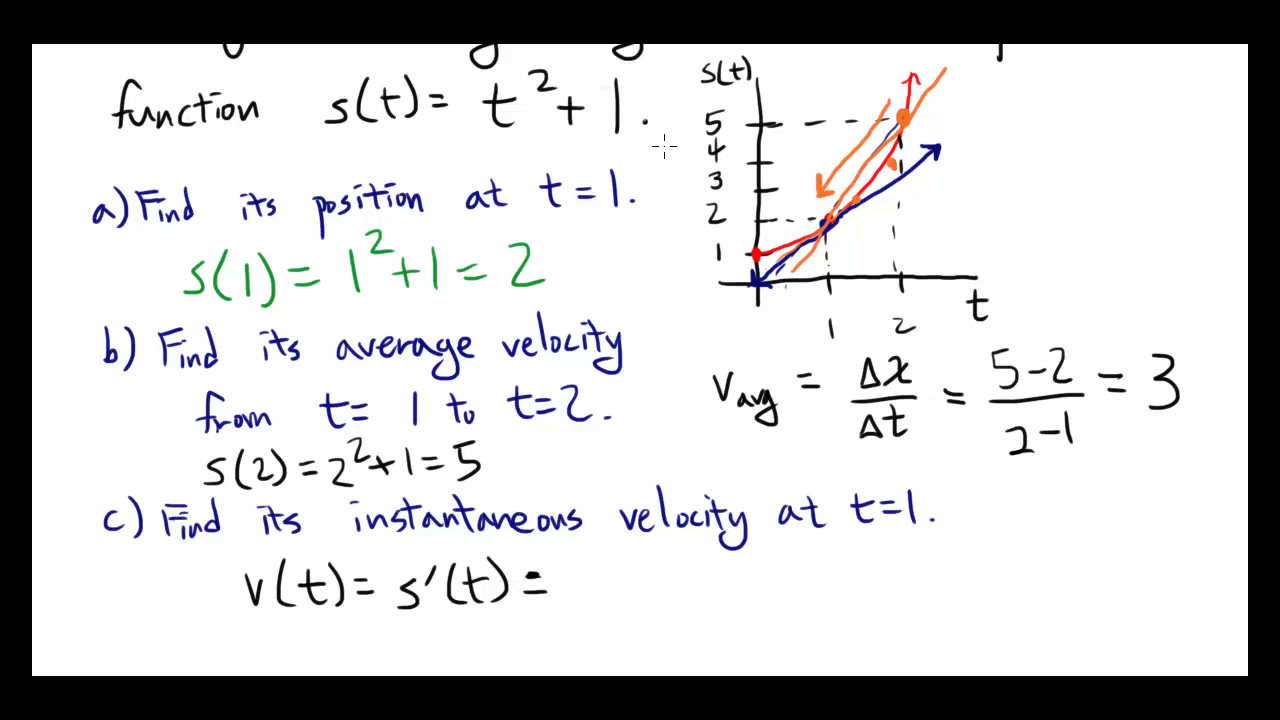 function s(t) = t² + 1.
a) Find its position at t = 1.
s(1) = 1² + 1 = 2
b) Find its average velocity
from t = 1 to t = 2.
s(2) = 2² + 1 = 5
c) Find its instantaneous velocity at t = 1.
v(t) = s'(t) =
s(t)
5
4
3
2
1
1 2
t
v avg = Δx/Δt = (5-2)/(2-1) = 3